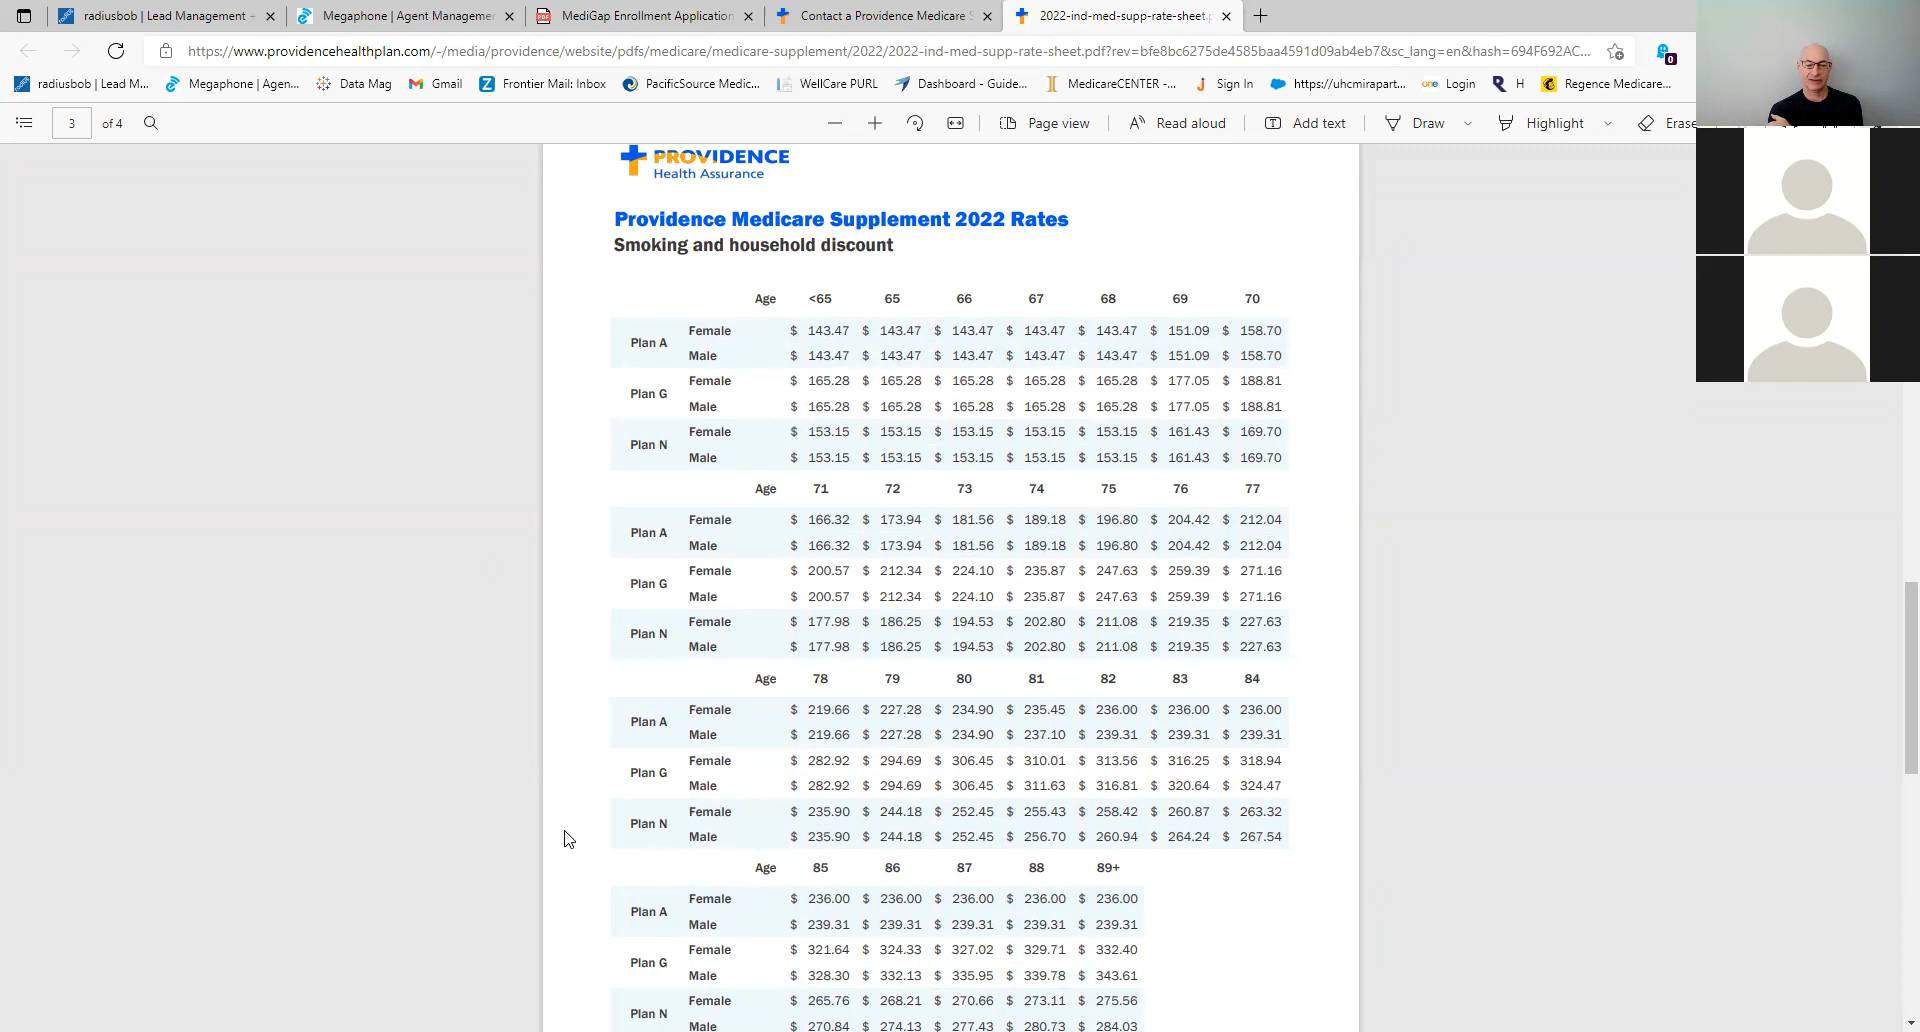 radiusbob | Lead Management -
Megaphone | Agent Managemen
MediGap Enrollment Application
Contact a Providence Medicare S
2022-ind-med-supp-rate-sheet.p
https://www.providencehealthplan.com/-/media/providence/website/pdfs/medicare/medicare-supplement/2022/2022-ind-med-supp-rate-sheet.pdf?rev=bfe8bc6275de4585baa4591d09ab4eb7&sc_lang=en&hash=694F692AC...
0
radiusbob | Lead M... Megaphone | Agen... Data Mag Gmail Frontier Mail: Inbox PacificSource Medic... WellCare PURL Dashboard - Guide... MedicareCENTER -... Sign In https://uhcmirapart... one Login H Regence Medicare...
3 of 4 Page view Read aloud Add text Draw Highlight Erase
PROVIDENCE
Health Assurance
Providence Medicare Supplement 2022 Rates
Smoking and household discount
Age <65 65 66 67 68 69 70
Plan A
Female $ 143.47 $ 143.47 $ 143.47 $ 143.47 $ 143.47 $ 151.09 $ 158.70
Male $ 143.47 $ 143.47 $ 143.47 $ 143.47 $ 143.47 $ 151.09 $ 158.70
Plan G
Female $ 165.28 $ 165.28 $ 165.28 $ 165.28 $ 165.28 $ 177.05 $ 188.81
Male $ 165.28 $ 165.28 $ 165.28 $ 165.28 $ 165.28 $ 177.05 $ 188.81
Plan N
Female $ 153.15 $ 153.15 $ 153.15 $ 153.15 $ 153.15 $ 161.43 $ 169.70
Male $ 153.15 $ 153.15 $ 153.15 $ 153.15 $ 153.15 $ 161.43 $ 169.70
Age 71 72 73 74 75 76 77
Plan A
Female $ 166.32 $ 173.94 $ 181.56 $ 189.18 $ 196.80 $ 204.42 $ 212.04
Male $ 166.32 $ 173.94 $ 181.56 $ 189.18 $ 196.80 $ 204.42 $ 212.04
Plan G
Female $ 200.57 $ 212.34 $ 224.10 $ 235.87 $ 247.63 $ 259.39 $ 271.16
Male $ 200.57 $ 212.34 $ 224.10 $ 235.87 $ 247.63 $ 259.39 $ 271.16
Plan N
Female $ 177.98 $ 186.25 $ 194.53 $ 202.80 $ 211.08 $ 219.35 $ 227.63
Male $ 177.98 $ 186.25 $ 194.53 $ 202.80 $ 211.08 $ 219.35 $ 227.63
Age 78 79 80 81 82 83 84
Plan A
Female $ 219.66 $ 227.28 $ 234.90 $ 235.45 $ 236.00 $ 236.00 $ 236.00
Male $ 219.66 $ 227.28 $ 234.90 $ 237.10 $ 239.31 $ 239.31 $ 239.31
Plan G
Female $ 282.92 $ 294.69 $ 306.45 $ 310.01 $ 313.56 $ 316.25 $ 318.94
Male $ 282.92 $ 294.69 $ 306.45 $ 311.63 $ 316.81 $ 320.64 $ 324.47
Plan N
Female $ 235.90 $ 244.18 $ 252.45 $ 255.43 $ 258.42 $ 260.87 $ 263.32
Male $ 235.90 $ 244.18 $ 252.45 $ 256.70 $ 260.94 $ 264.24 $ 267.54
Age 85 86 87 88 89+
Plan A
Female $ 236.00 $ 236.00 $ 236.00 $ 236.00 $ 236.00
Male $ 239.31 $ 239.31 $ 239.31 $ 239.31 $ 239.31
Plan G
Female $ 321.64 $ 324.33 $ 327.02 $ 329.71 $ 332.40
Male $ 328.30 $ 332.13 $ 335.95 $ 339.78 $ 343.61
Plan N
Female $ 265.76 $ 268.21 $ 270.66 $ 273.11 $ 275.56
Male $ 270.84 $ 274.13 $ 277.43 $ 280.73 $ 284.03